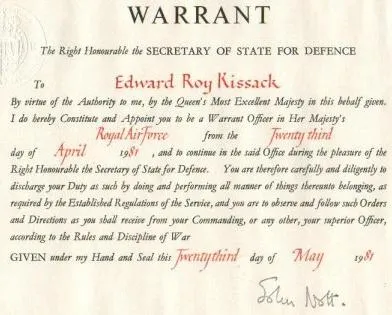 WARRANT
The Right Honourable the SECRETARY OF STATE FOR DEFENCE
To Edward Roy Kissack
By virtue of the Authority to me, by the Queen's Most Excellent Majesty in this behalf given.
I do hereby Constitute and Appoint you to be a Warrant Officer in Her Majesty's
Royal Air Force from the Twenty third
day of April 1981, and to continue in the said Office during the pleasure of the
Right Honourable the Secretary of State for Defence. You are therefore carefully and diligently to
discharge your Duty as such by doing and performing all manner of things thereunto belonging, as
required by the Established Regulations of the Service, and you are to observe and follow such Orders
and Directions as you shall receive from your Commanding, or any other, your superior Officer,
according to the Rules and Discipline of War
GIVEN under my Hand and Seal this Twenty third day of May 1981
John Nott.